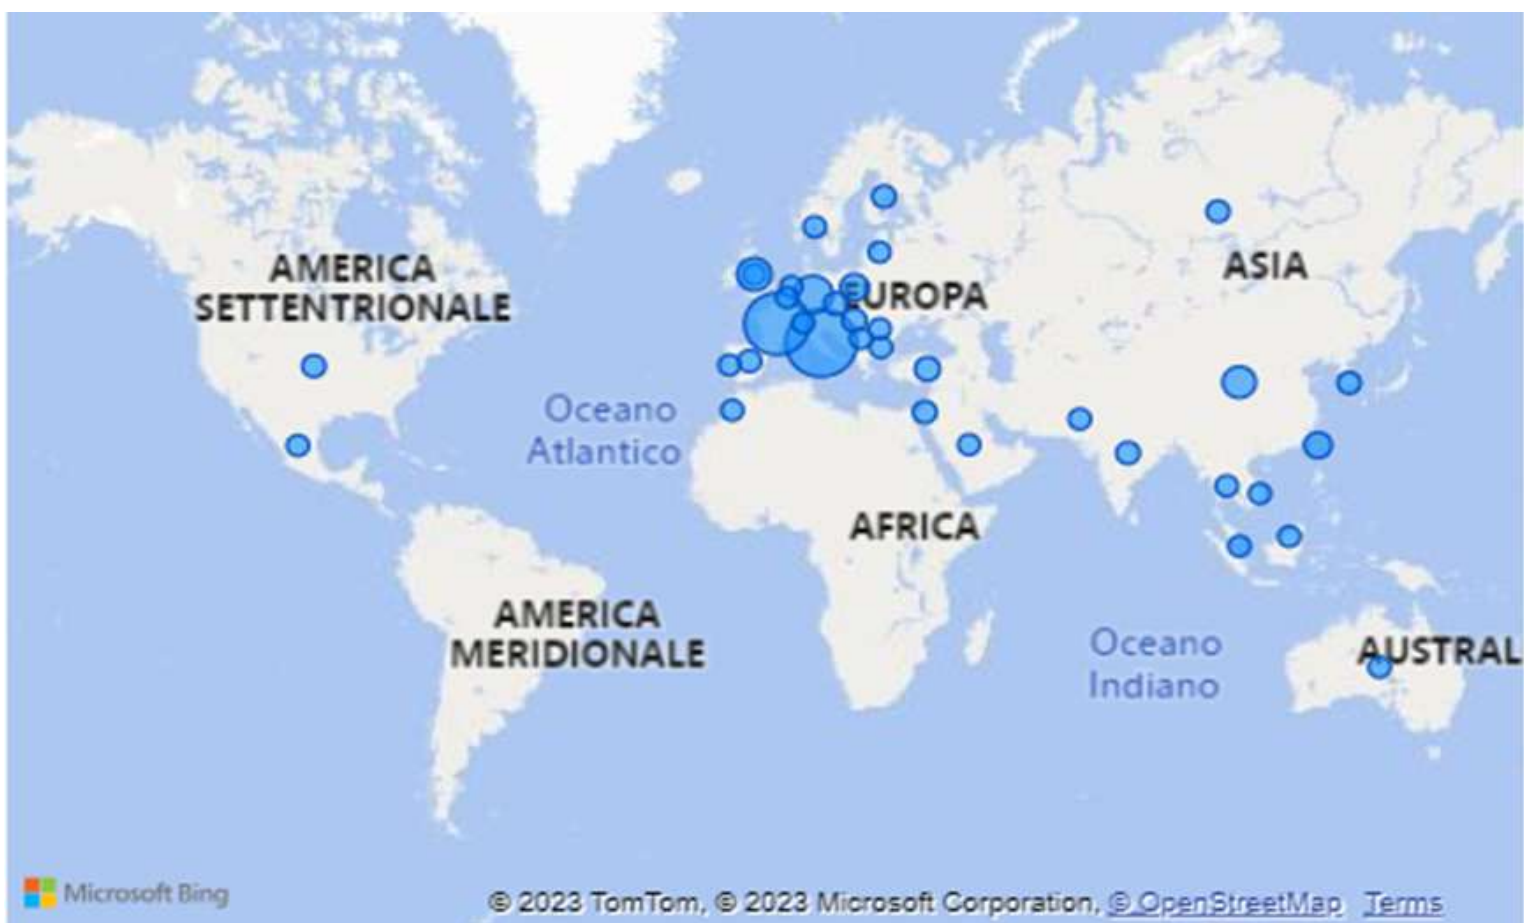 AMERICA
SETTENTRIONALE
ASIA
EUROPA
Oceano
Atlantico
AFRICA
AMERICA
MERIDIONALE
Oceano
Indiano
AUSTRAL
Microsoft Bing
© 2023 TomTom, © 2023 Microsoft Corporation, © OpenStreetMap Terms